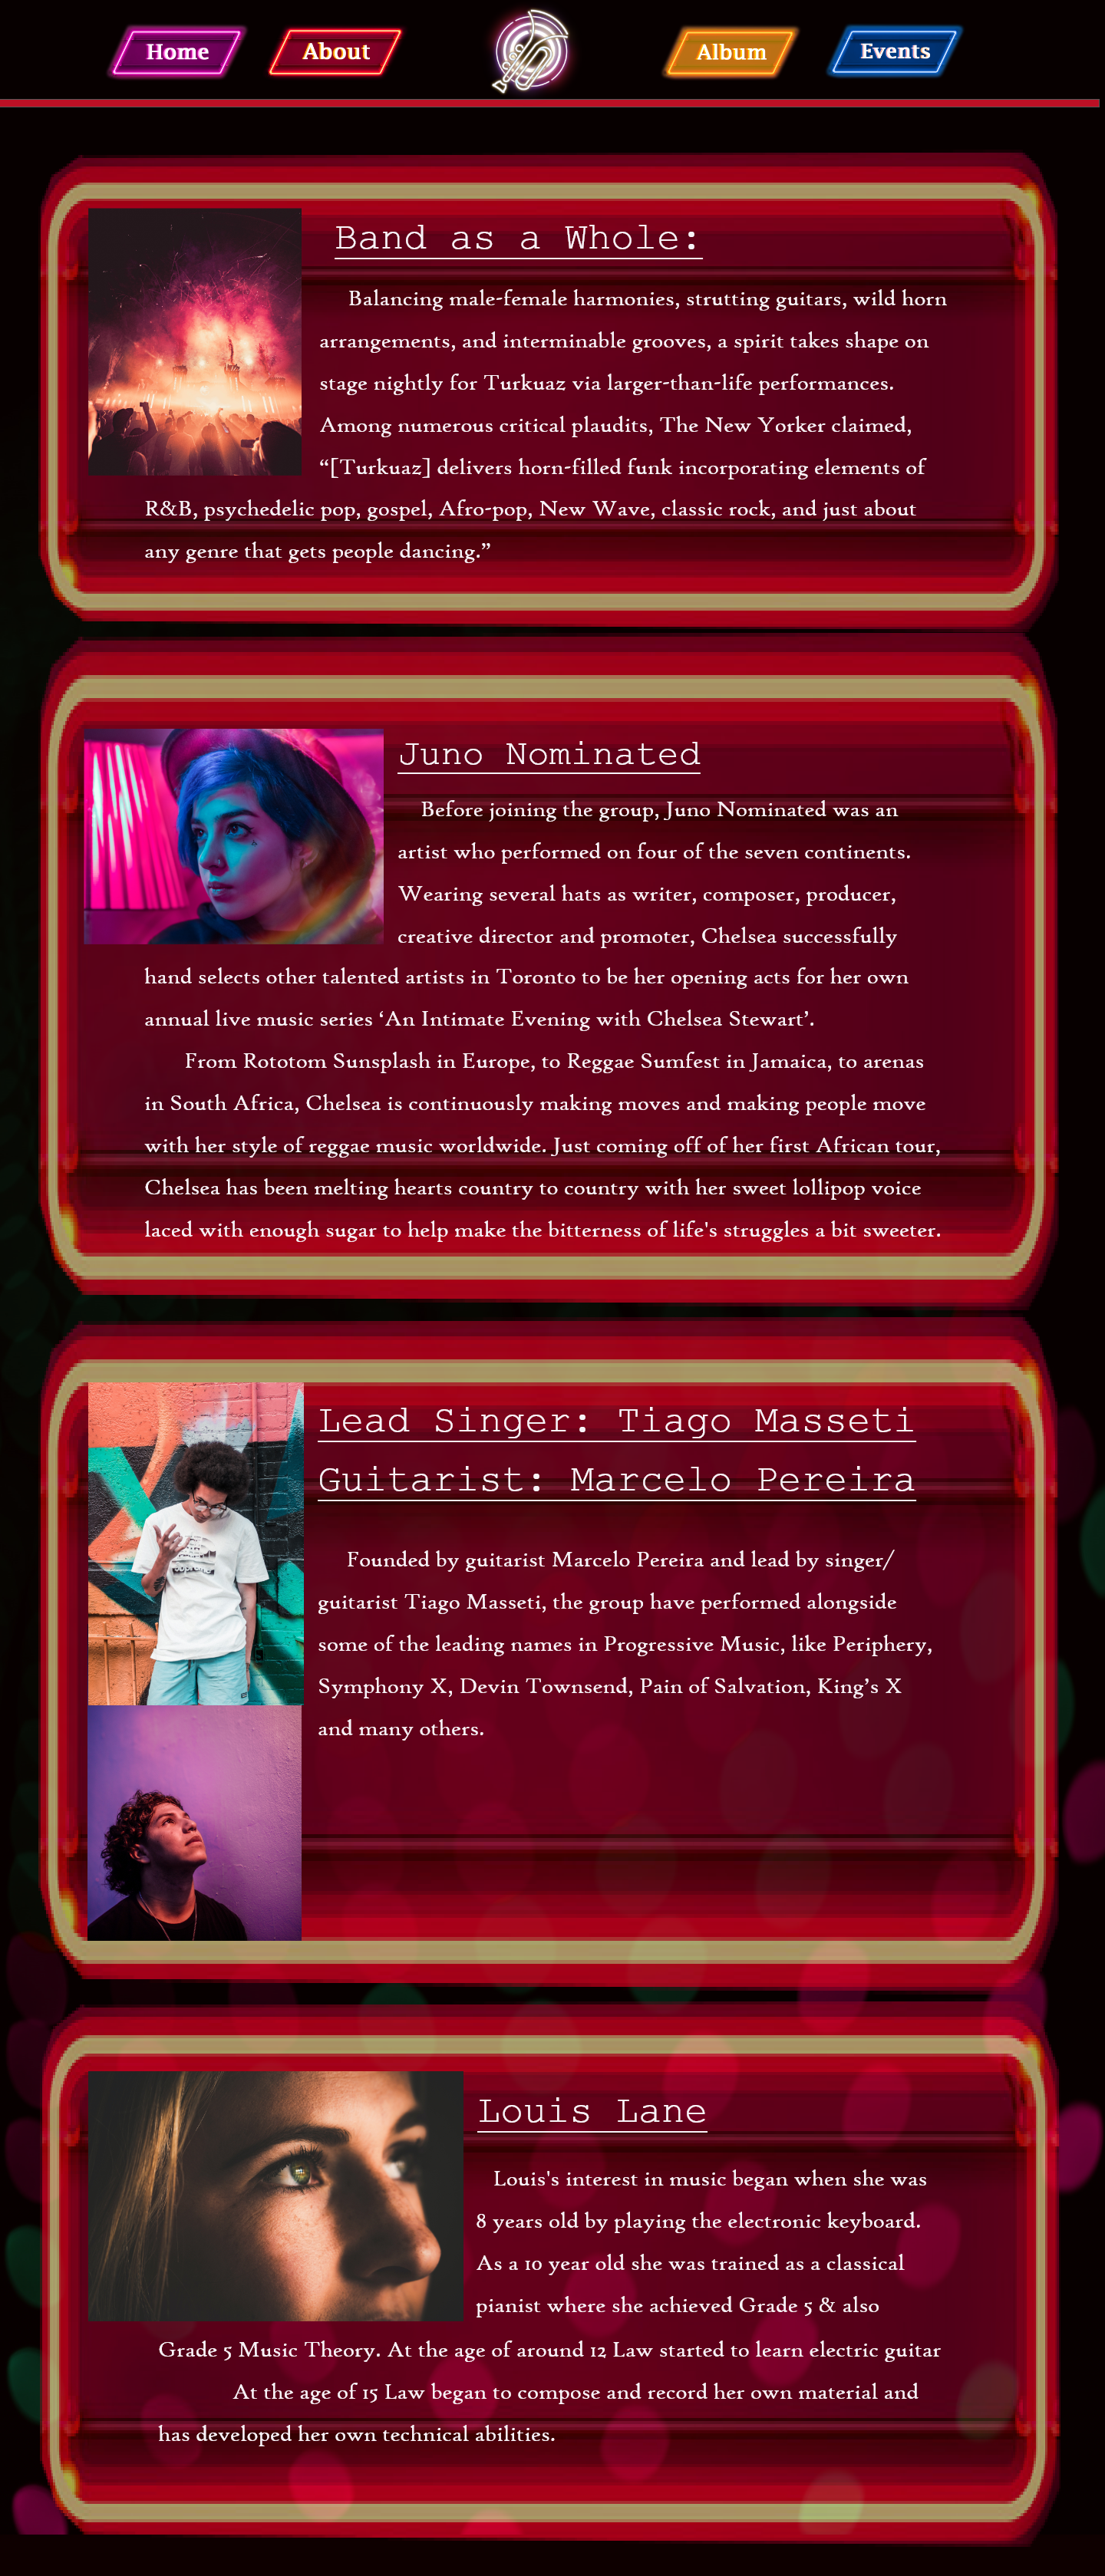 Home
About
Album
Events
Band as a Whole:
Balancing male-female harmonies, strutting guitars, wild horn
arrangements, and interminable grooves, a spirit takes shape on
stage nightly for Turkuaz via larger-than-life performances.
Among numerous critical plaudits, The New Yorker claimed,
“[Turkuaz] delivers horn-filled funk incorporating elements of
R&B, psychedelic pop, gospel, Afro-pop, New Wave, classic rock, and just about
any genre that gets people dancing.”
Juno Nominated
Before joining the group, Juno Nominated was an
artist who performed on four of the seven continents.
Wearing several hats as writer, composer, producer,
creative director and promoter, Chelsea successfully
hand selects other talented artists in Toronto to be her opening acts for her own
annual live music series ‘An Intimate Evening with Chelsea Stewart’.
From Rototom Sunsplash in Europe, to Reggae Sumfest in Jamaica, to arenas
in South Africa, Chelsea is continuously making moves and making people move
with her style of reggae music worldwide. Just coming off of her first African tour,
Chelsea has been melting hearts country to country with her sweet lollipop voice
laced with enough sugar to help make the bitterness of life's struggles a bit sweeter.
Lead Singer: Tiago Masseti
Guitarist: Marcelo Pereira
Founded by guitarist Marcelo Pereira and lead by singer/
guitarist Tiago Masseti, the group have performed alongside
some of the leading names in Progressive Music, like Periphery,
Symphony X, Devin Townsend, Pain of Salvation, King’s X
and many others.
Louis Lane
Louis's interest in music began when she was
8 years old by playing the electronic keyboard.
As a 10 year old she was trained as a classical
pianist where she achieved Grade 5 & also
Grade 5 Music Theory. At the age of around 12 Law started to learn electric guitar
At the age of 15 Law began to compose and record her own material and
has developed her own technical abilities.